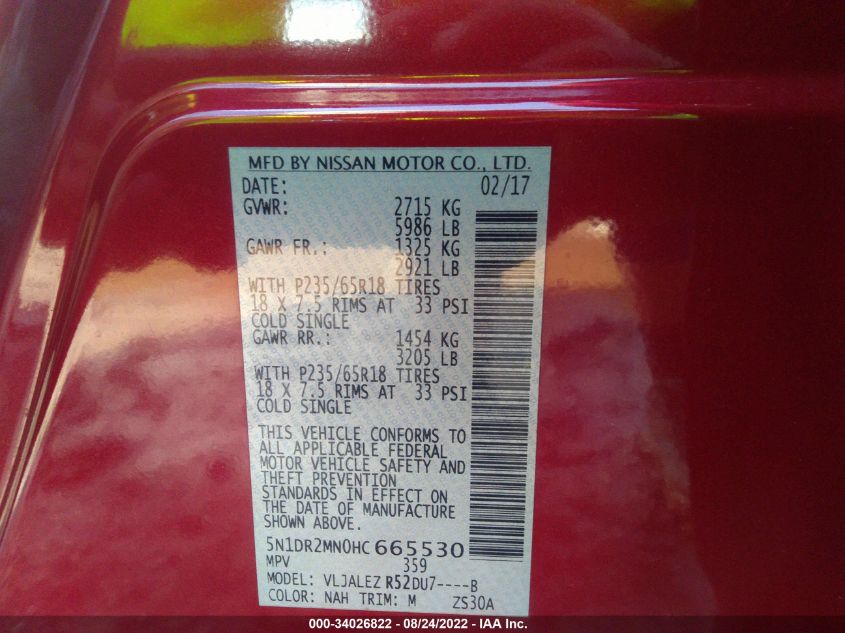 MFD BY NISSAN MOTOR CO., LTD.
DATE: 02/17
GVWR: 2715 KG
5986 LB
GAWR FR.: 1325 KG
2921 LB
WITH P235/65R18 TIRES
18 X 7.5 RIMS AT 33 PSI
COLD SINGLE
GAWR RR.: 1454 KG
3205 LB
WITH P235/65R18 TIRES
18 X 7.5 RIMS AT 33 PSI
COLD SINGLE
THIS VEHICLE CONFORMS TO
ALL APPLICABLE FEDERAL
MOTOR VEHICLE SAFETY AND
THEFT PREVENTION
STANDARDS IN EFFECT ON
THE DATE OF MANUFACTURE
SHOWN ABOVE.
5N1DR2MN0HC665530
MPV 359
MODEL: VLJALEZ R52DU7----B
COLOR: NAH TRIM: M ZS30A
000-34026822 - 08/24/2022 - IAA Inc.